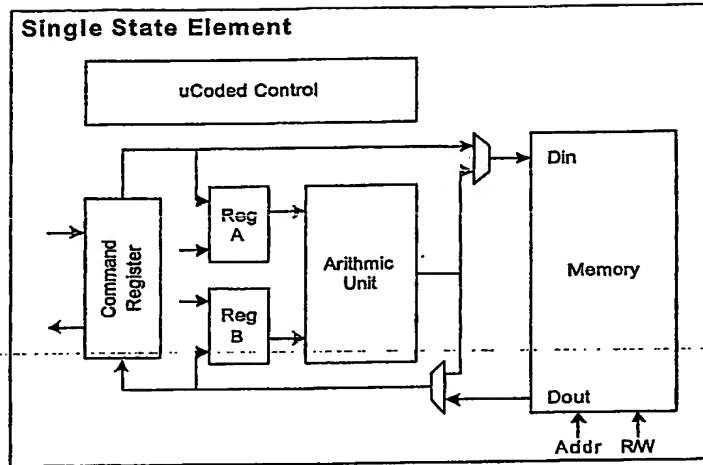 Single State Element
uCoded Control
Command
Register
Reg
A
Reg
B
Arithmic
Unit
Din
Memory
Dout
Addr R/W